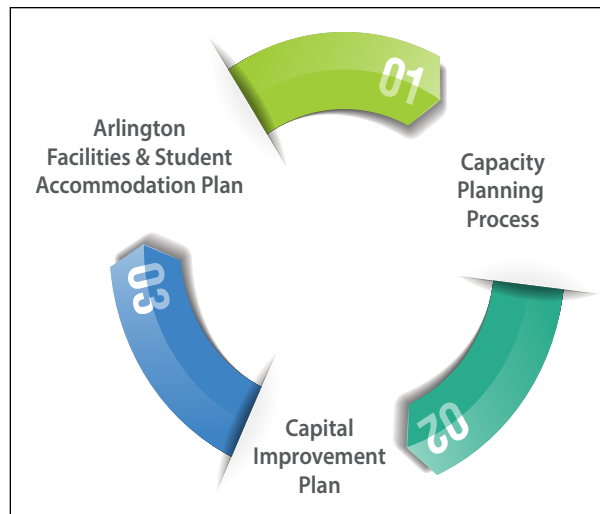 01
Arlington
Facilities & Student
Accommodation Plan
Capacity
Planning
Process
03
02
Capital
Improvement
Plan